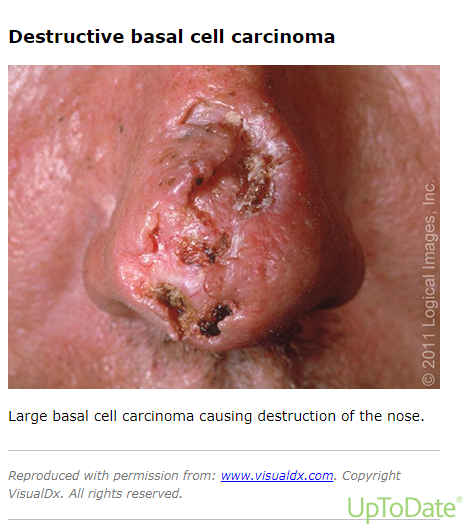 Destructive basal cell carcinoma
© 2011 Logical Images, Inc.
Large basal cell carcinoma causing destruction of the nose.
Reproduced with permission from: www.visualdx.com. Copyright
VisualDx. All rights reserved.
UpToDate®